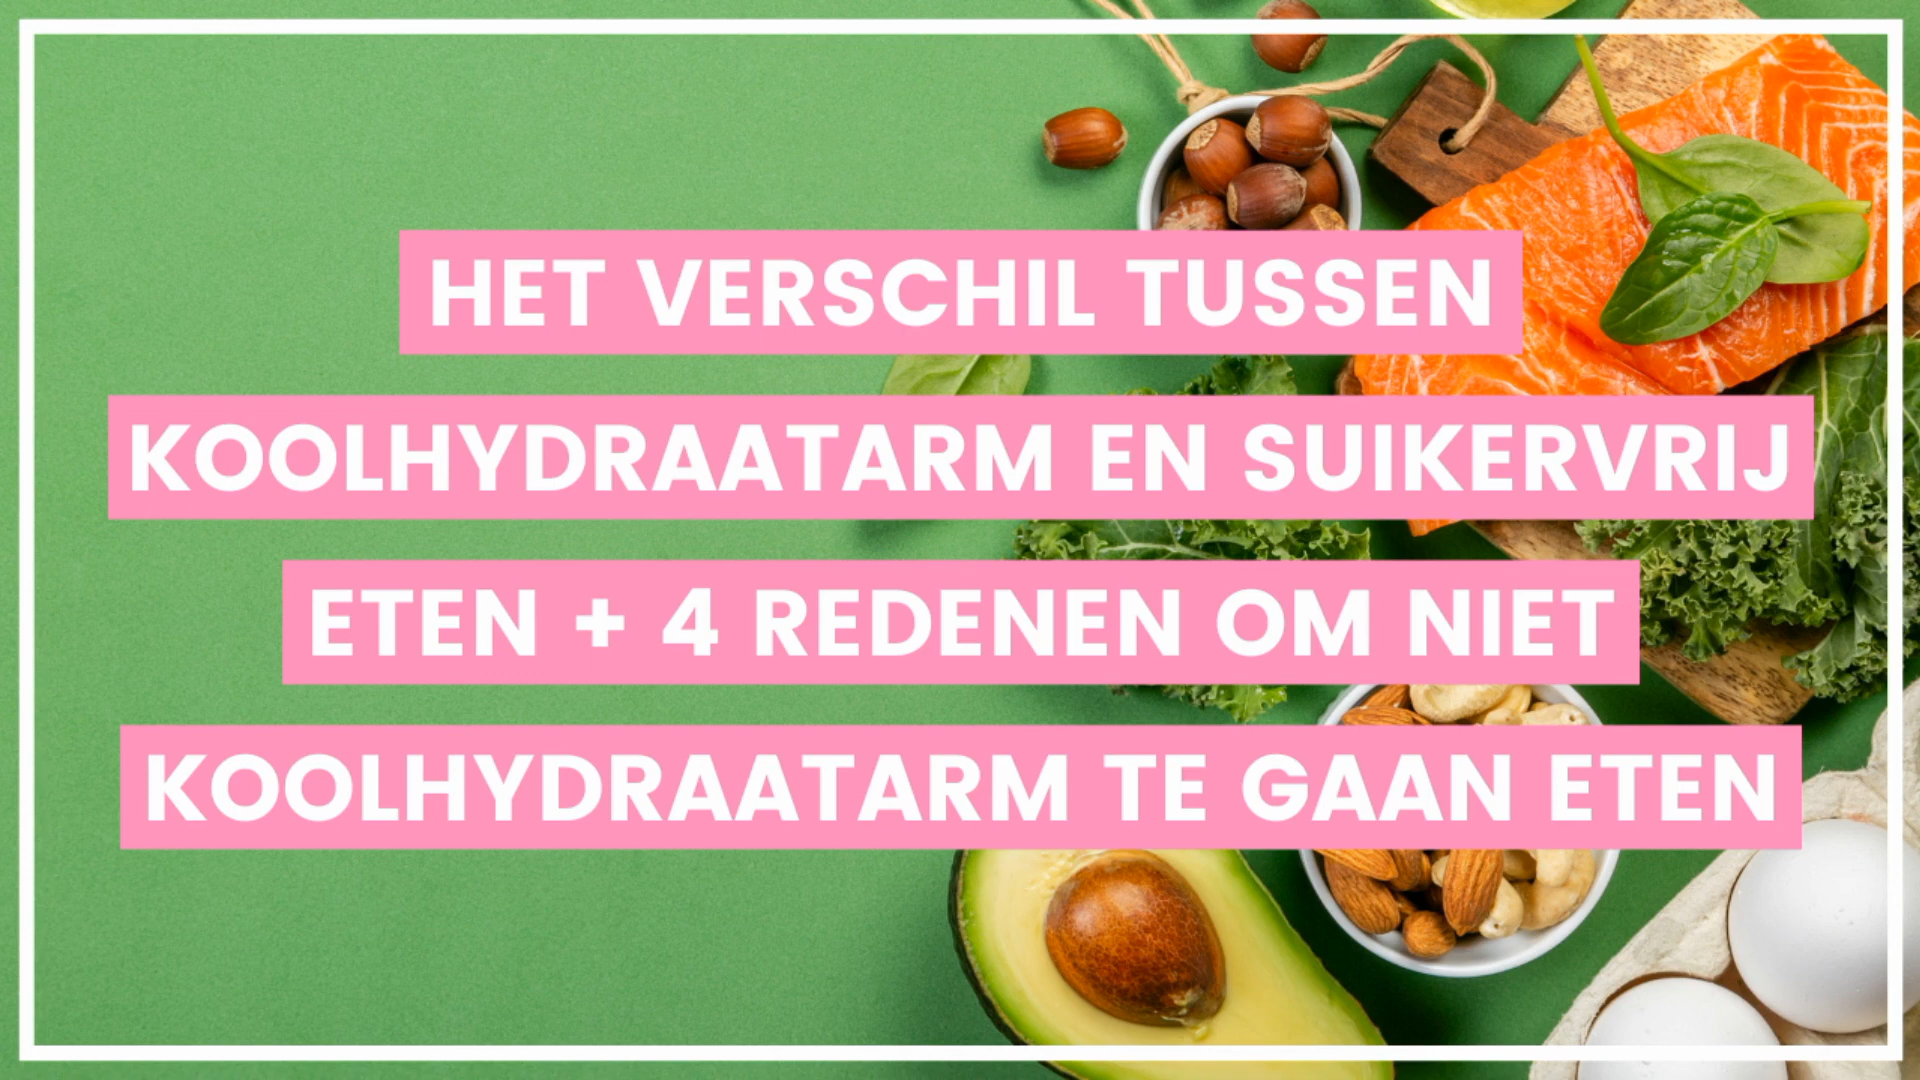 HET VERSCHIL TUSSEN
KOOLHYDRAATARM EN SUIKERVRIJ
ETEN + 4 REDENEN OM NIET
KOOLHYDRAATARM TE GAAN ETEN